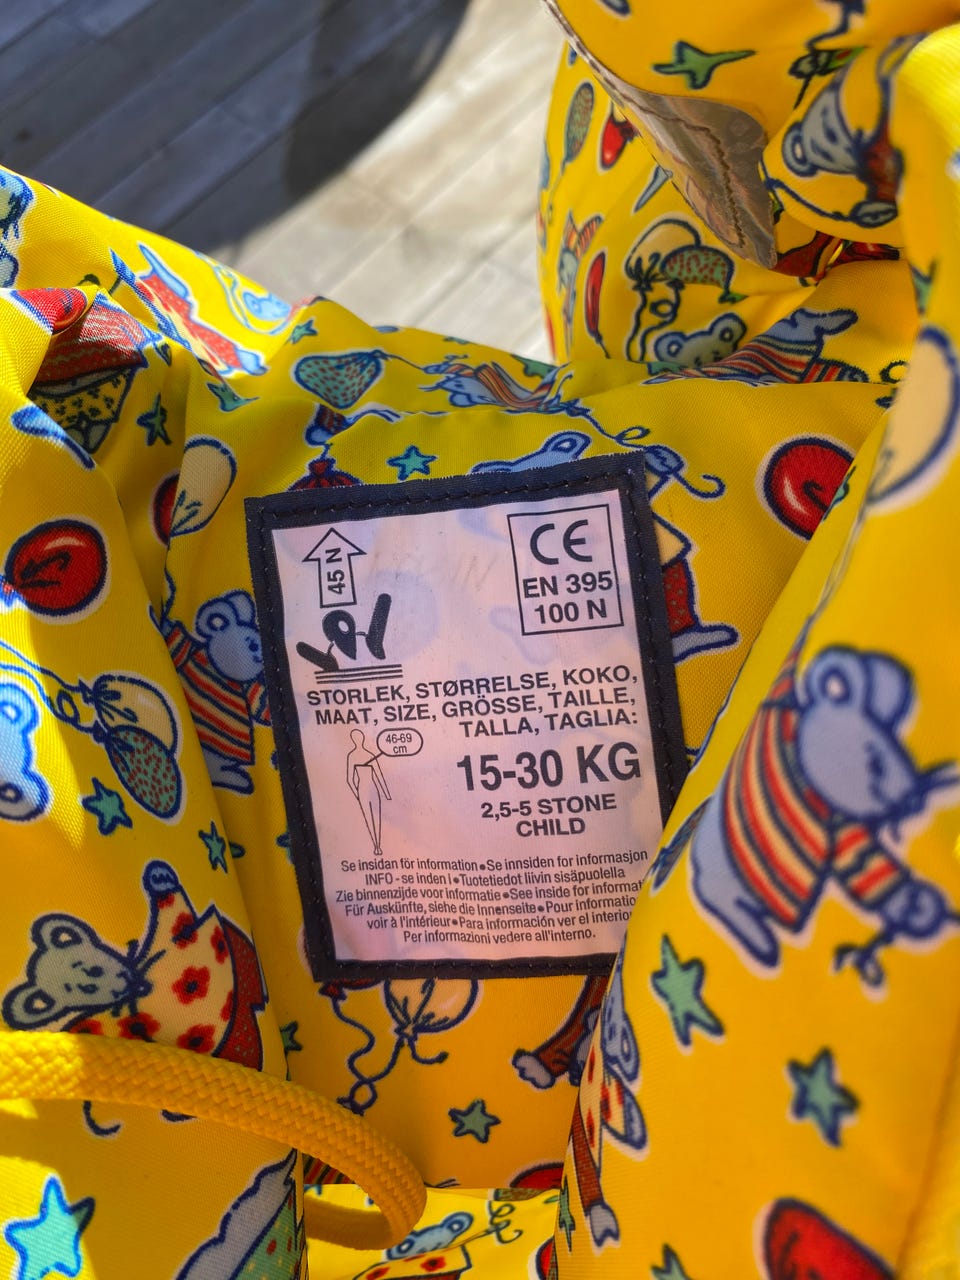 45 N
CE
EN 395
100 N
STORLEK, STØRRELSE, KOKO,
MAAT, SIZE, GRÖSSE, TAILLE,
TALLA, TAGLIA:
46-69
cm
15-30 KG
2,5-5 STONE
CHILD
Se insidan för information • Se innsiden for informasjon
INFO - se inden i • Tuotetiedot liivin sisäpuolella
Zie binnenzijde voor informatie • See inside for informat
Für Auskünfte, siehe die Innenseite • Pour information
voir à l'intérieur • Para información ver el interio
Per informazioni vedere all'interno.